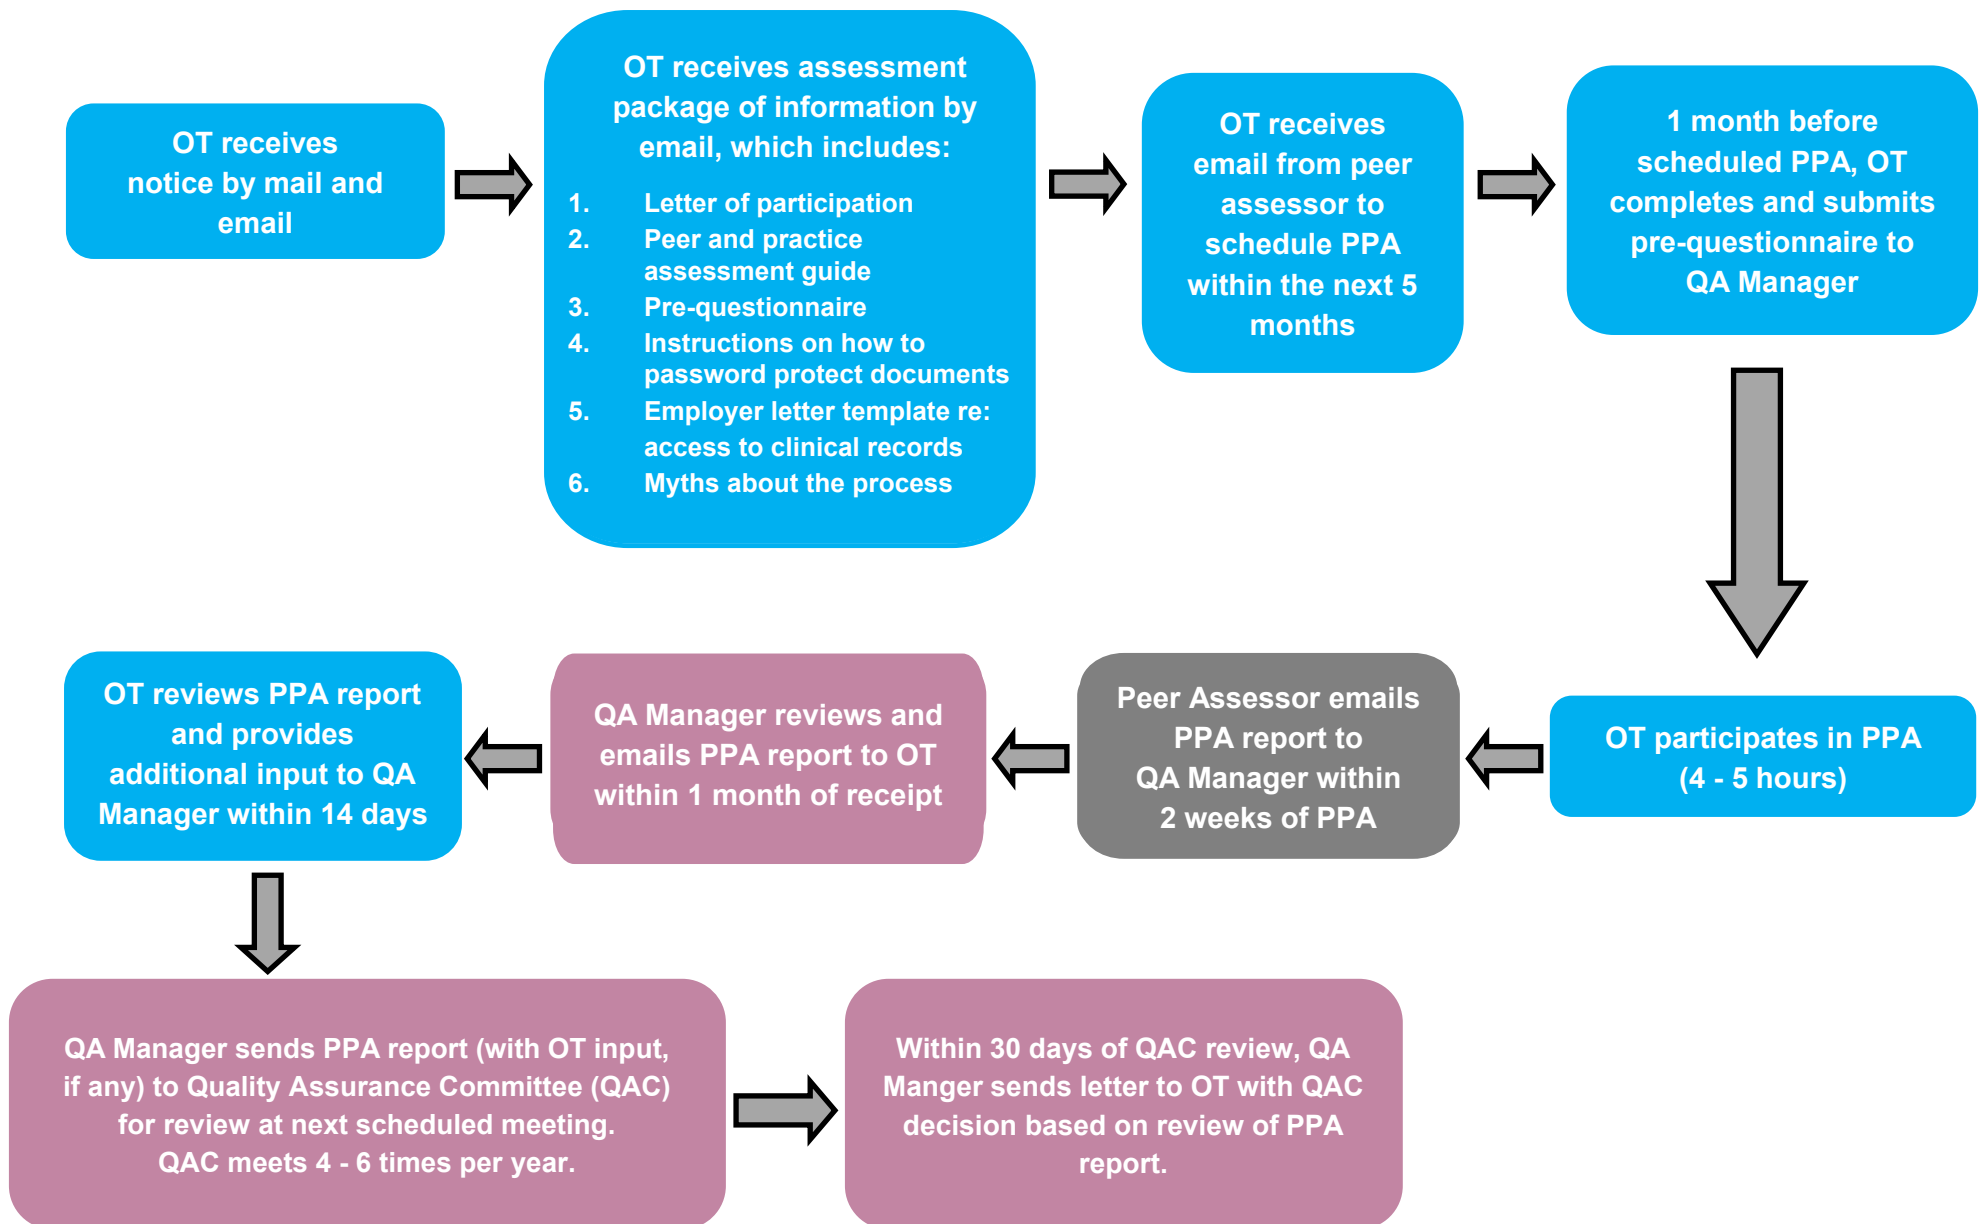 OT receives
notice by mail and
email
OT receives assessment
package of information by
email, which includes:
1. Letter of participation
2. Peer and practice
assessment guide
3. Pre-questionnaire
4. Instructions on how to
password protect documents
5. Employer letter template re:
access to clinical records
6. Myths about the process
OT receives
email from peer
assessor to
schedule PPA
within the next 5
months
1 month before
scheduled PPA, OT
completes and submits
pre-questionnaire to
QA Manager
OT participates in PPA
(4 - 5 hours)
Peer Assessor emails
PPA report to
QA Manager within
2 weeks of PPA
QA Manager reviews and
emails PPA report to OT
within 1 month of receipt
OT reviews PPA report
and provides
additional input to QA
Manager within 14 days
QA Manager sends PPA report (with OT input,
if any) to Quality Assurance Committee (QAC)
for review at next scheduled meeting.
QAC meets 4 - 6 times per year.
Within 30 days of QAC review, QA
Manger sends letter to OT with QAC
decision based on review of PPA
report.